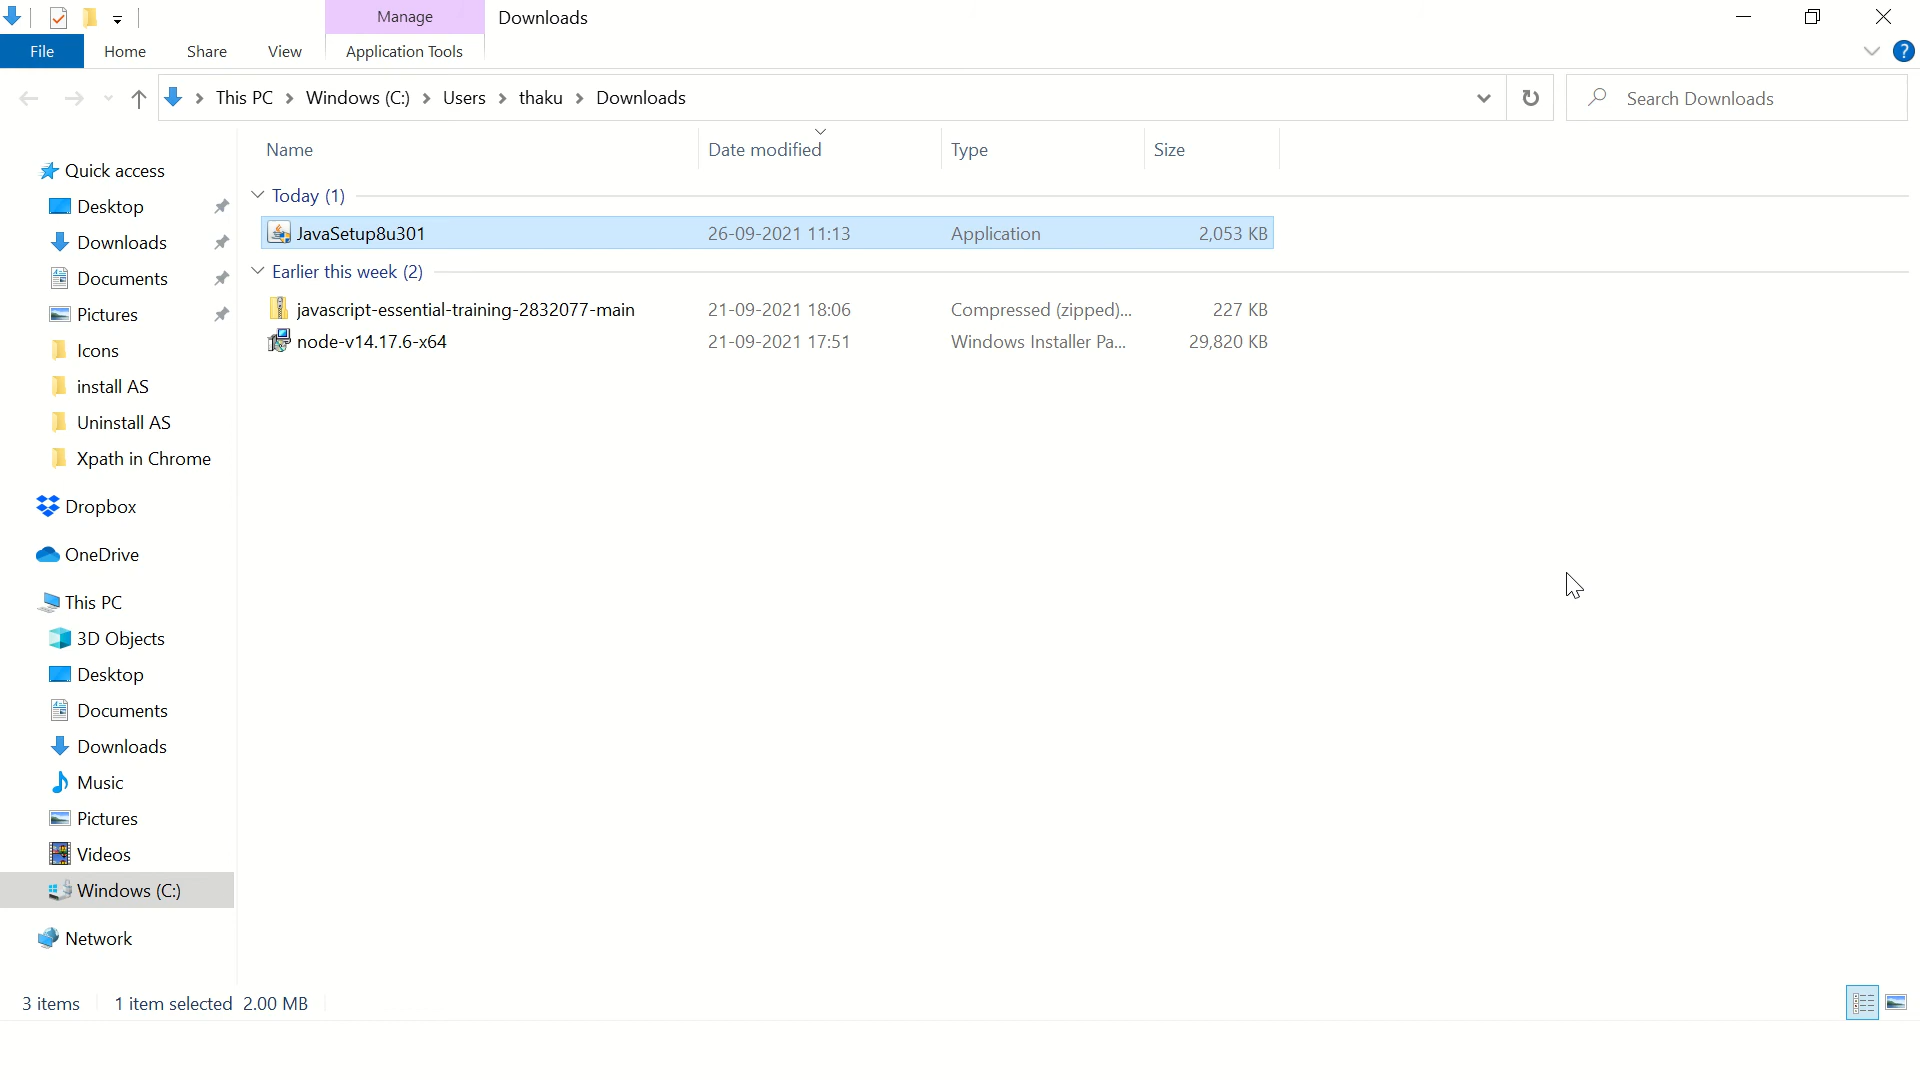 Manage Downloads
File Home Share View Application Tools ?
This PC Windows (C:) Users thaku Downloads Search Downloads
Name Date modified Type Size
Quick access
Desktop
Downloads
Documents
Pictures
Icons
install AS
Uninstall AS
Xpath in Chrome
Dropbox
OneDrive
This PC
3D Objects
Desktop
Documents
Downloads
Music
Pictures
Videos
Windows (C:)
Network
Today (1)
JavaSetup8u301 26-09-2021 11:13 Application 2,053 KB
Earlier this week (2)
javascript-essential-training-2832077-main 21-09-2021 18:06 Compressed (zipped)... 227 KB
node-v14.17.6-x64 21-09-2021 17:51 Windows Installer Pa... 29,820 KB
3 items 1 item selected 2.00 MB